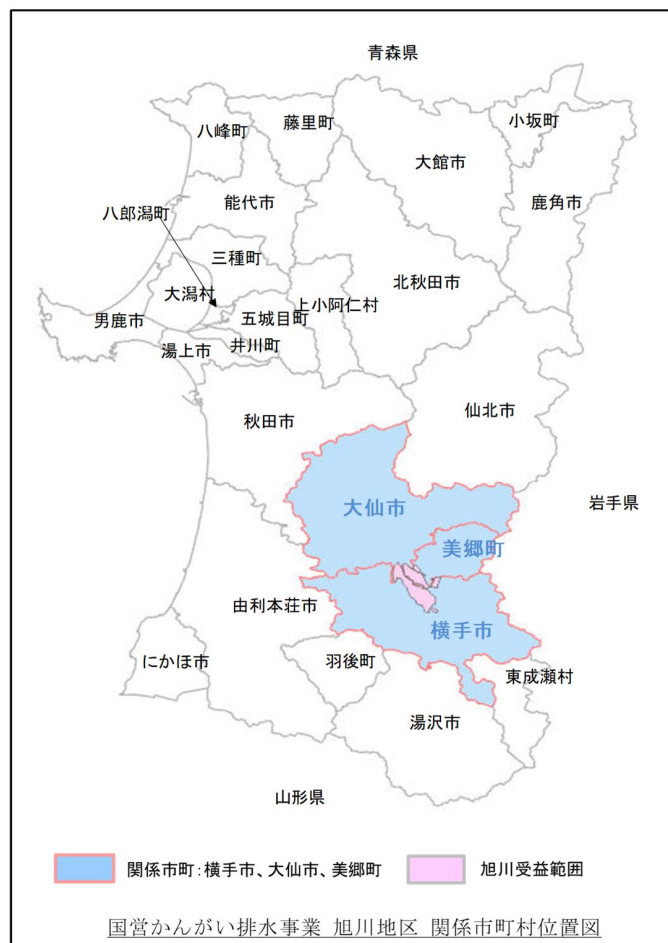 青森県
八峰町
藤里町
小坂町
大館市
鹿角市
能代市
八郎潟町
三種町
大潟村
北秋田市
上小阿仁村
男鹿市
五城目町
湯上市
井川町
秋田市
仙北市
大仙市
岩手県
美郷町
由利本荘市
横手市
にかほ市
羽後町
東成瀬村
湯沢市
山形県
関係市町:横手市、大仙市、美郷町
旭川受益範囲
国営かんがい排水事業 旭川地区 関係市町村位置図